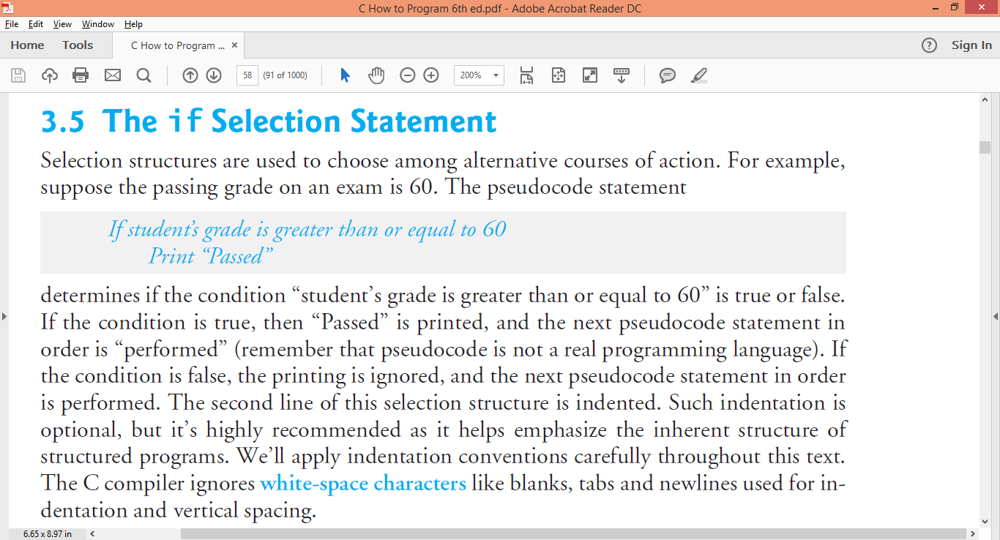 C How to Program 6th ed.pdf - Adobe Acrobat Reader DC
File Edit View Window Help
Home Tools C How to Program ... × ? Sign In
58 (91 of 1000) 200%
3.5 The if Selection Statement
Selection structures are used to choose among alternative courses of action. For example,
suppose the passing grade on an exam is 60. The pseudocode statement
If student’s grade is greater than or equal to 60
Print “Passed”
determines if the condition “student’s grade is greater than or equal to 60” is true or false.
If the condition is true, then “Passed” is printed, and the next pseudocode statement in
order is “performed” (remember that pseudocode is not a real programming language). If
the condition is false, the printing is ignored, and the next pseudocode statement in order
is performed. The second line of this selection structure is indented. Such indentation is
optional, but it’s highly recommended as it helps emphasize the inherent structure of
structured programs. We’ll apply indentation conventions carefully throughout this text.
The C compiler ignores white-space characters like blanks, tabs and newlines used for in-
dentation and vertical spacing.
6.65 x 8.97 in